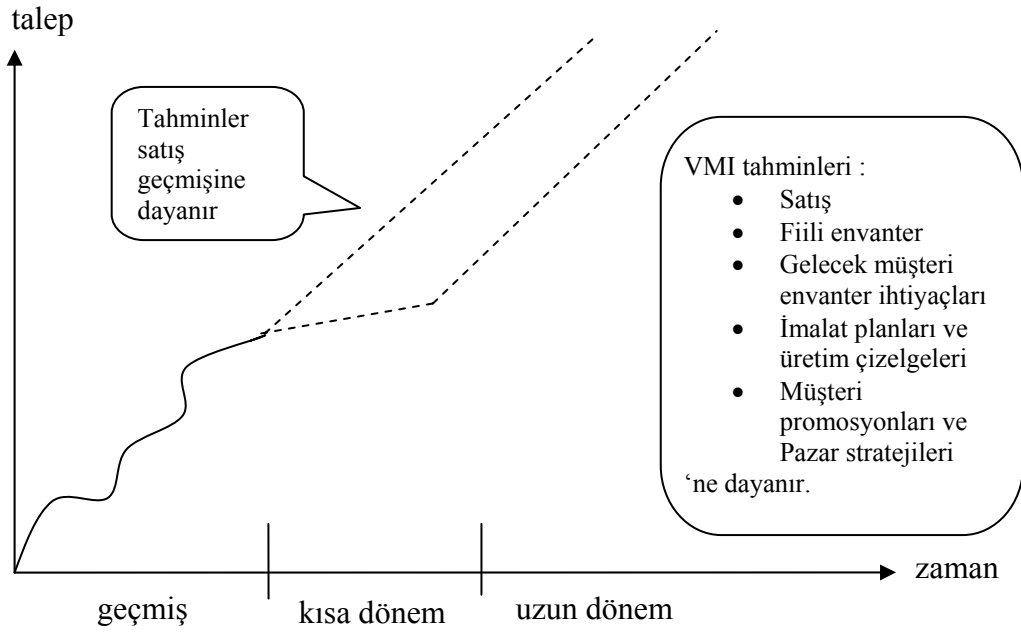 talep
Tahminler
satış
geçmişine
dayanır
VMI tahminleri :
• Satış
• Fiili envanter
• Gelecek müşteri
envanter ihtiyaçları
• İmalat planları ve
üretim çizelgeleri
• Müşteri
promosyonları ve
Pazar stratejileri
‘ne dayanır.
zaman
geçmiş kısa dönem uzun dönem